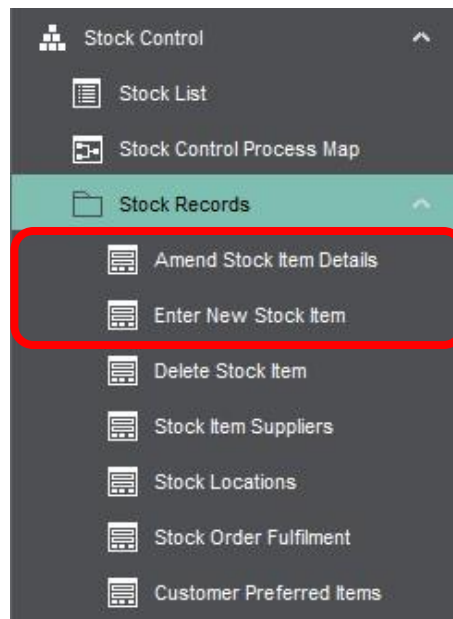 Stock Control
Stock List
Stock Control Process Map
Stock Records
Amend Stock Item Details
Enter New Stock Item
Delete Stock Item
Stock Item Suppliers
Stock Locations
Stock Order Fulfilment
Customer Preferred Items